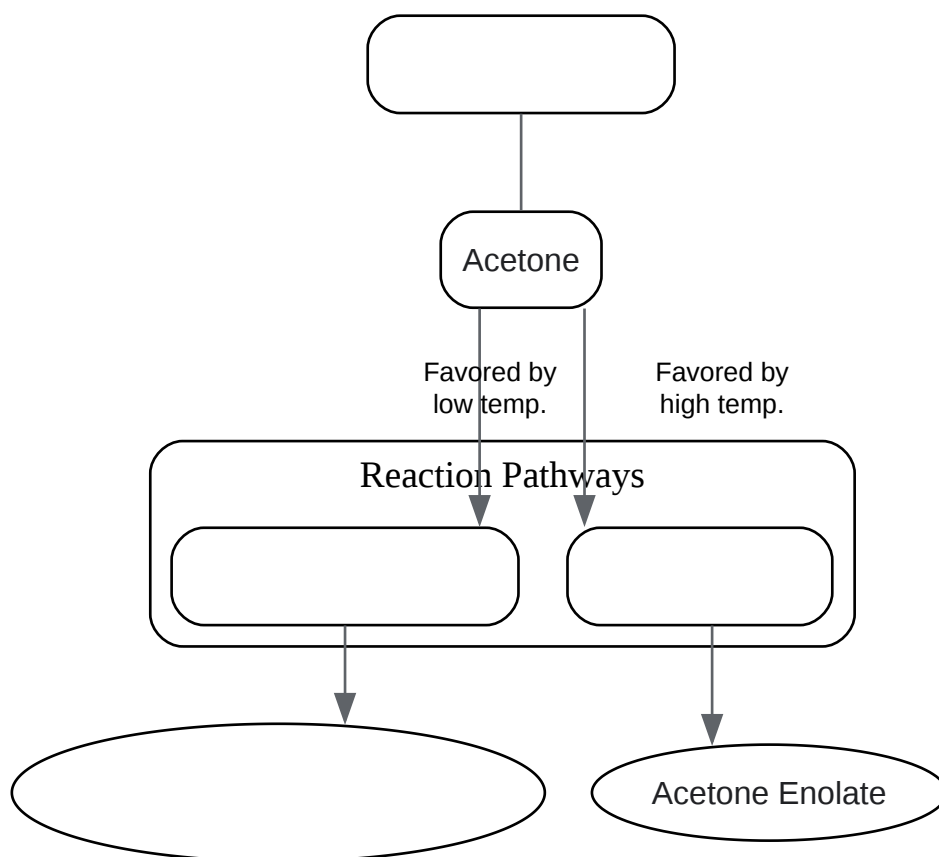 Acetone
Favored by
low temp.
Favored by
high temp.
Reaction Pathways
Acetone Enolate